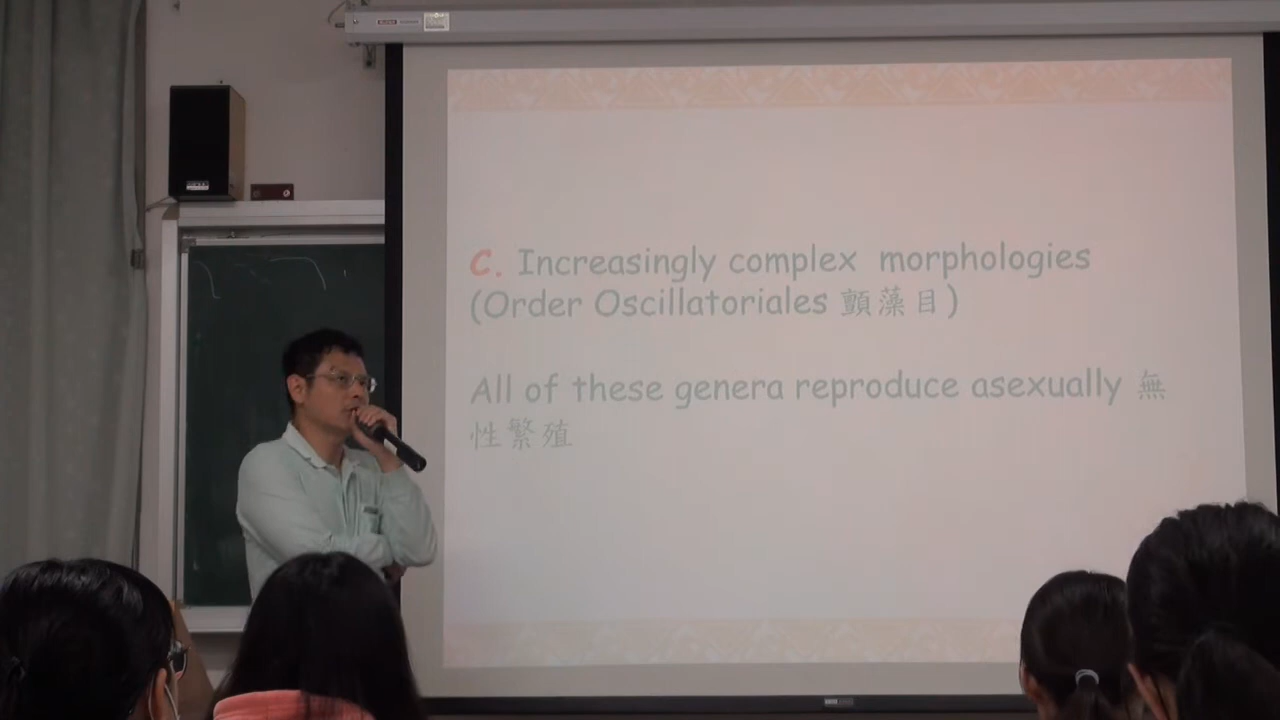 C. Increasingly complex morphologies
(Order Oscillatoriales 顫藻目)
All of these genera reproduce asexually 無
性繁殖